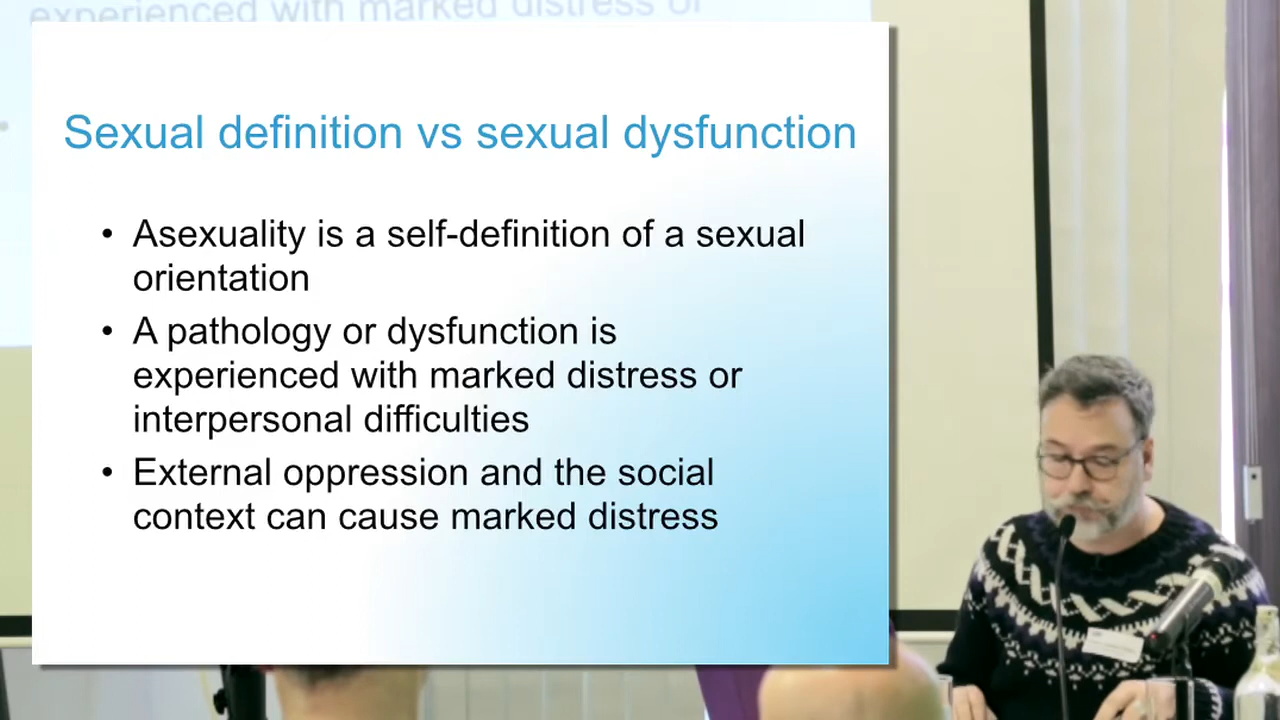 experienced with marked distress or
Sexual definition vs sexual dysfunction
• Asexuality is a self-definition of a sexual
orientation
• A pathology or dysfunction is
experienced with marked distress or
interpersonal difficulties
• External oppression and the social
context can cause marked distress